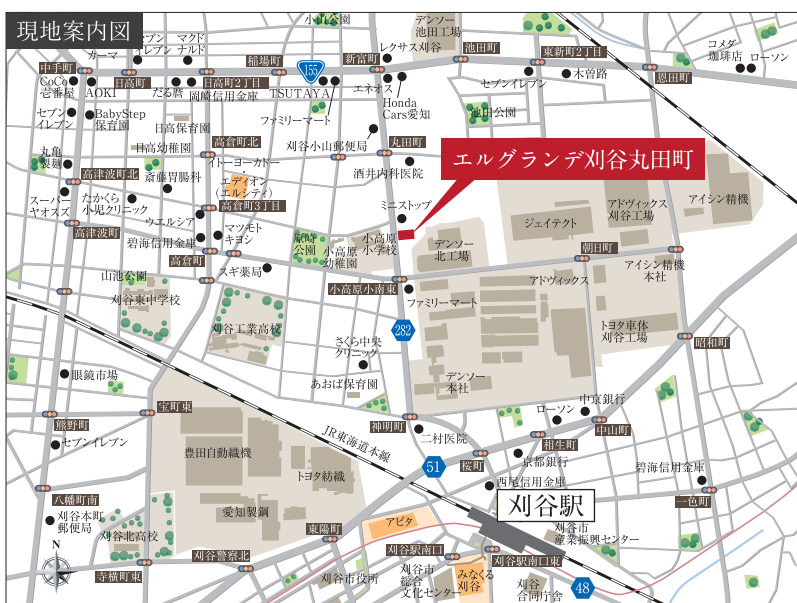 現地案内図
小山公園
デンソー
池田工場
セブン
イレブン
マクド
ナルド
カーマ
稲場町
155
新富町
レクサス刈谷
池田町
東新町2丁目
コメダ
珈琲店
ローソン
中手町
日高町
日高町2丁目
恩田町
CoCo
壱番屋
AOKI
だる磨
岡崎信用金庫
TSUTAYA
エネオス
セブンイレブン
木曽路
Honda
Cars愛知
セブン
イレブン
BabyStep
保育園
日高保育園
ファミリーマート
池田公園
日高幼稚園
高倉町北
刈谷小山郵便局
丸田町
丸亀
製麺
イトーヨーカドー
・
エディオン
(エルシティ)
酒井内科医院
エルグランデ刈谷丸田町
高津波町北
斎藤胃腸科
スーパー
ヤオスズ
たかくら
小児クリニック
高倉町3丁目
ミニストップ
アイシン精機
アドヴィックス
刈谷工場
ジェイテクト
ウエルシア
マツモト
キヨシ
高津波町
碧海信用金庫
小高原
小学校
デンソー
北工場
公園
小高原
幼稚園
朝日町
高倉町
スギ薬局
アイシン精機
本社
山池公園
アドヴィックス
刈谷東中学校
小高原小南東
ファミリーマート
刈谷工業高校
282
トヨタ車体
刈谷工場
さくら中央
クリニック
昭和町
眼鏡市場
あおば保育園
デンソー
本社
宝町東
神明町
中京銀行
ローソン
熊野町
二村医院
中山町
セブンイレブン
JR東海道本線
相生町
豊田自動織機
桜町
京都銀行
51
トヨタ紡織
碧海信用金庫
西尾信用金庫
八幡町南
刈谷駅
一色町
愛知製鋼
刈谷本町
郵便局
アピタ
東陽町
刈谷市
産業振興センター
刈谷北高校
N
刈谷駅南口
刈谷駅南口東
寺横町東
刈谷警察北
刈谷市役所
刈谷市
総合
文化センター
みなくる
刈谷
刈谷
合同庁舎
48